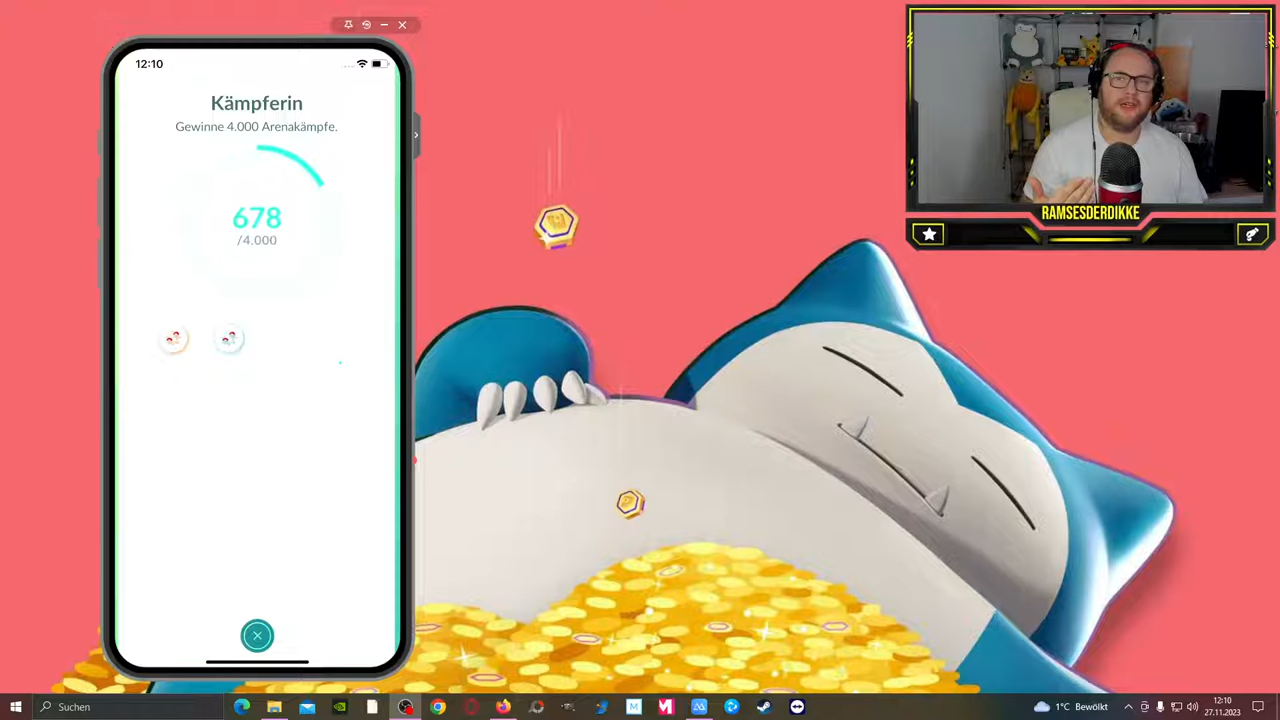 12:10
Kämpferin
Gewinne 4.000 Arenakämpfe.
678
/4.000
RAMSESDERDIKKE
Suchen
1°C Bewölkt
12:10
27.11.2023